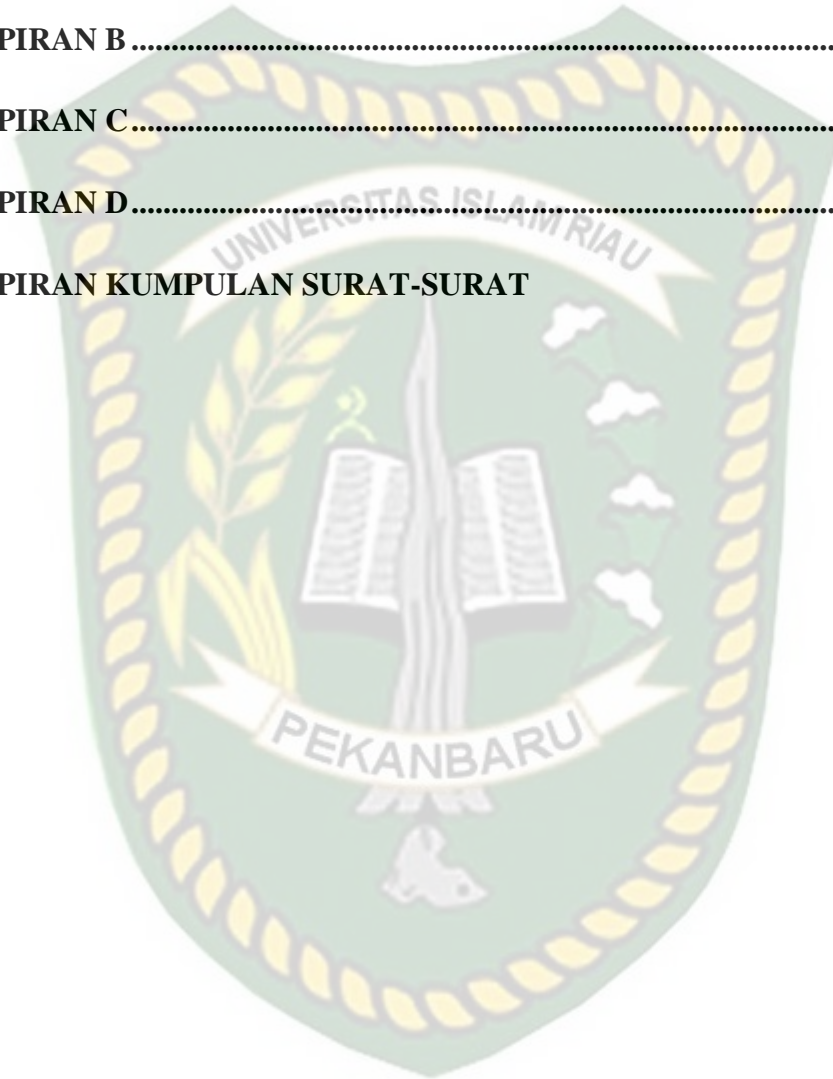 PIRAN B ........................................................................................
PIRAN C ........................................................................................
PIRAN D ........................................................................................
UNIVERSITAS ISLAM RIAU
PIRAN KUMPULAN SURAT-SURAT
PEKANBARU